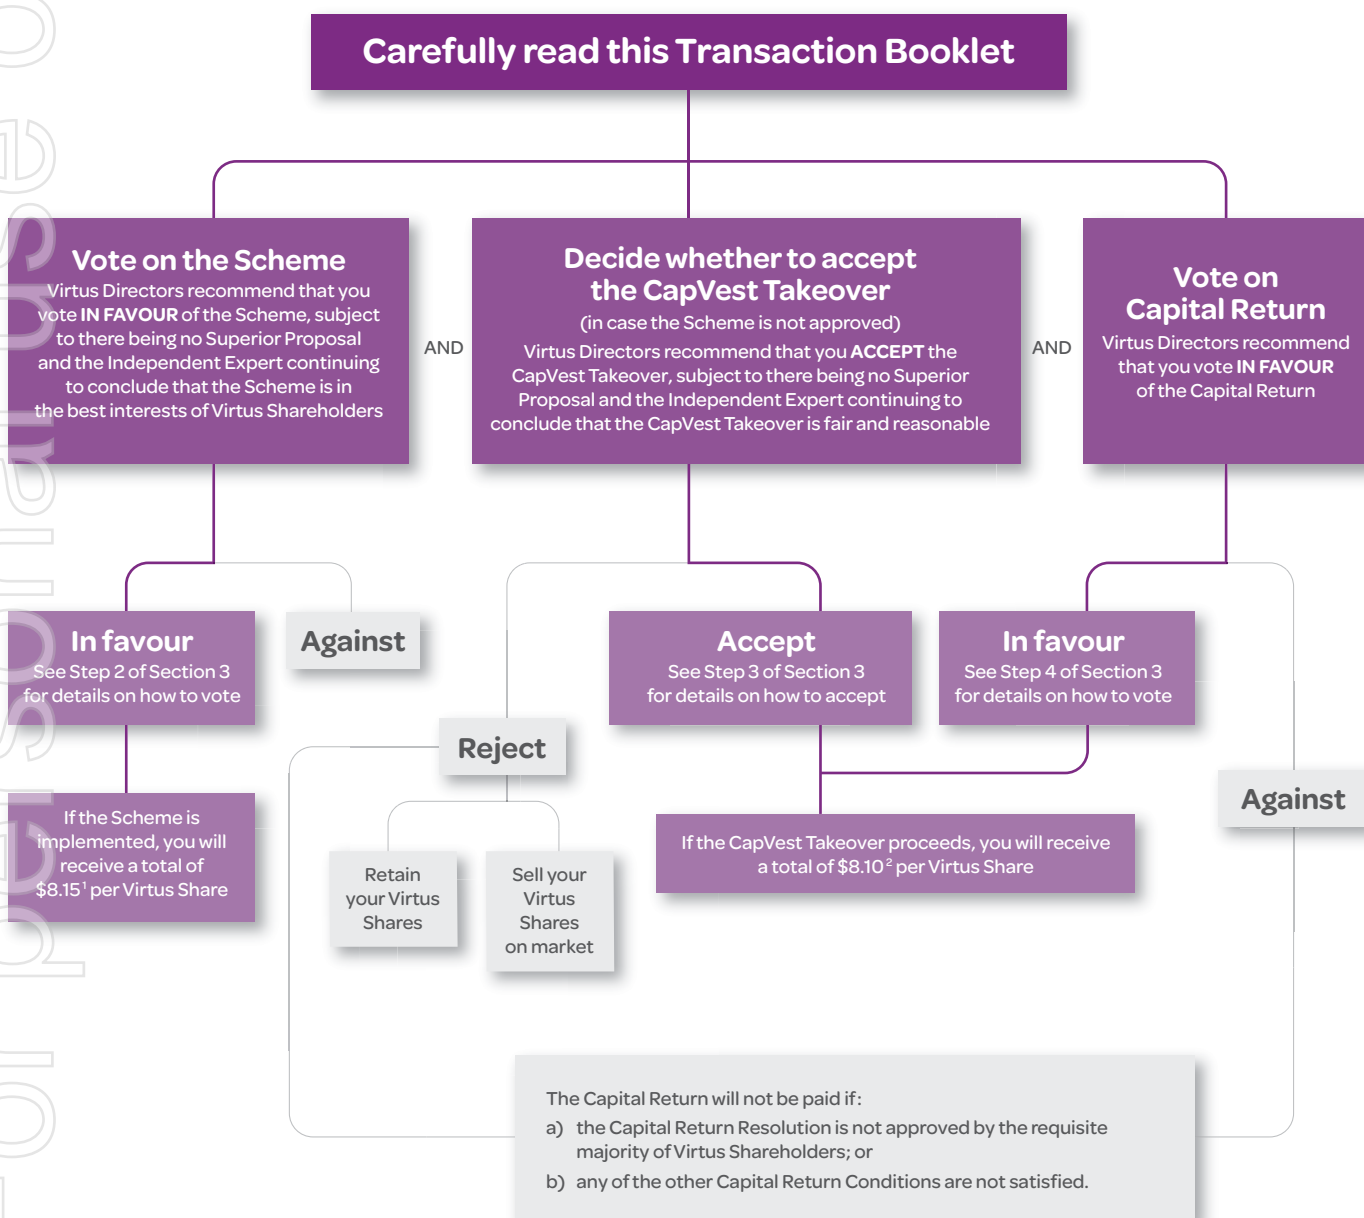 Carefully read this Transaction Booklet
Vote on the Scheme
Virtus Directors recommend that you
vote IN FAVOUR of the Scheme, subject
to there being no Superior Proposal
and the Independent Expert continuing
to conclude that the Scheme is in
the best interests of Virtus Shareholders
AND
Decide whether to accept
the CapVest Takeover
(in case the Scheme is not approved)
Virtus Directors recommend that you ACCEPT the
CapVest Takeover, subject to there being no Superior
Proposal and the Independent Expert continuing to
conclude that the CapVest Takeover is fair and reasonable
AND
Vote on
Capital Return
Virtus Directors recommend
that you vote IN FAVOUR
of the Capital Return
In favour
See Step 2 of Section 3
for details on how to vote
Against
Accept
See Step 3 of Section 3
for details on how to accept
In favour
See Step 4 of Section 3
for details on how to vote
Reject
Against
If the Scheme is
implemented, you will
receive a total of
$8.15¹ per Virtus Share
Retain
your Virtus
Shares
Sell your
Virtus
Shares
on market
If the CapVest Takeover proceeds, you will receive
a total of $8.10² per Virtus Share
The Capital Return will not be paid if:
a) the Capital Return Resolution is not approved by the requisite
majority of Virtus Shareholders; or
b) any of the other Capital Return Conditions are not satisfied.
For personal use o